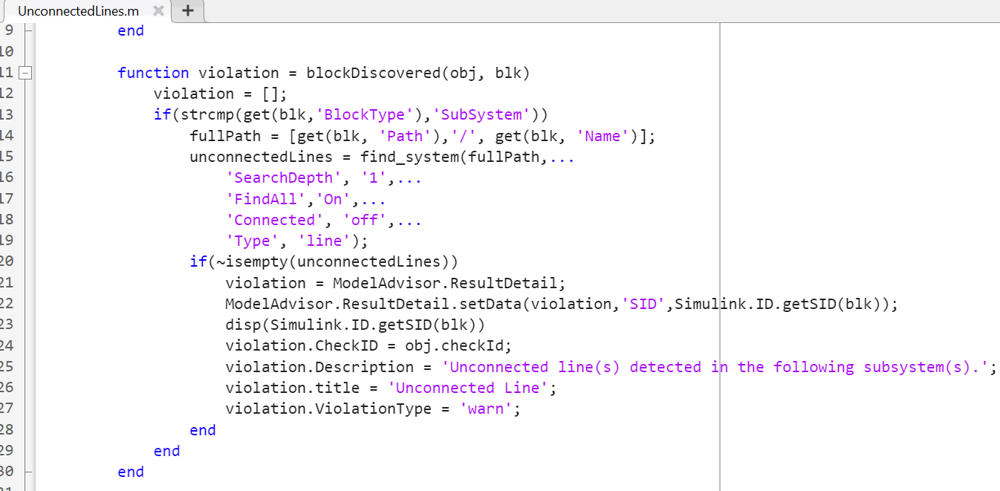 UnconnectedLines.m × +
9 end
10
11 function violation = blockDiscovered(obj, blk)
12 violation = [];
13 if(strcmp(get(blk,'BlockType'),'SubSystem'))
14 fullPath = [get(blk, 'Path'),'/', get(blk, 'Name')];
15 unconnectedLines = find_system(fullPath,...
16 'SearchDepth', '1',...
17 'FindAll','On',...
18 'Connected', 'off',...
19 'Type', 'line');
20 if(~isempty(unconnectedLines))
21 violation = ModelAdvisor.ResultDetail;
22 ModelAdvisor.ResultDetail.setData(violation,'SID',Simulink.ID.getSID(blk));
23 disp(Simulink.ID.getSID(blk))
24 violation.CheckID = obj.checkId;
25 violation.Description = 'Unconnected line(s) detected in the following subsystem(s).';
26 violation.title = 'Unconnected Line';
27 violation.ViolationType = 'warn';
28 end
29 end
30 end
31